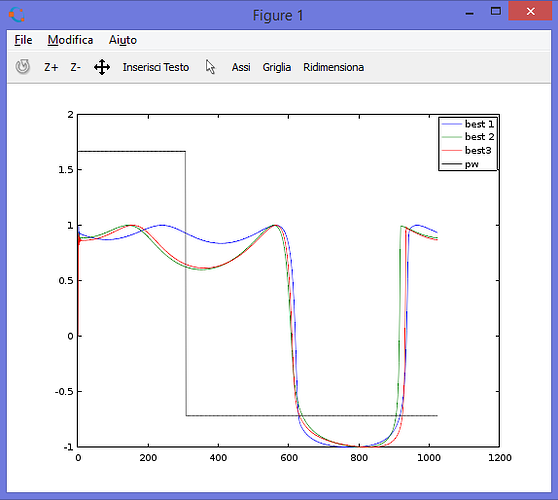 Figure 1
File Modifica Aiuto
Z+ Z- Inserisci Testo Assi Griglia Ridimensiona
2
best 1
best 2
best3
pw
1.5
1
0.5
0
-0.5
-1
0 200 400 600 800 1000 1200